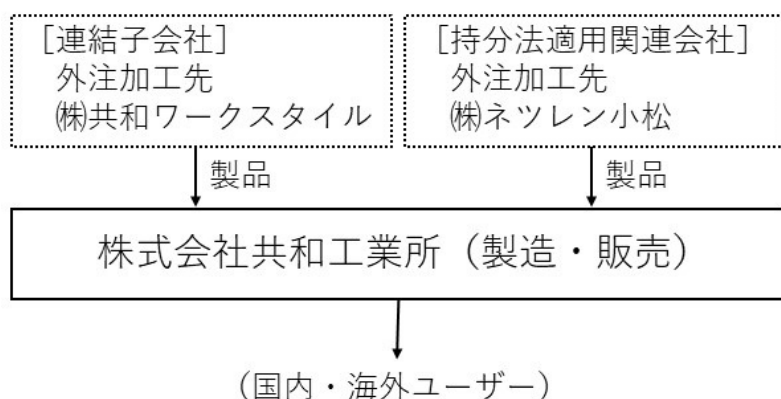 [連結子会社]
外注加工先
㈱共和ワークスタイル
[持分法適用関連会社]
外注加工先
㈱ネツレン小松
製品
製品
株式会社共和工業所（製造・販売）
（国内・海外ユーザー）